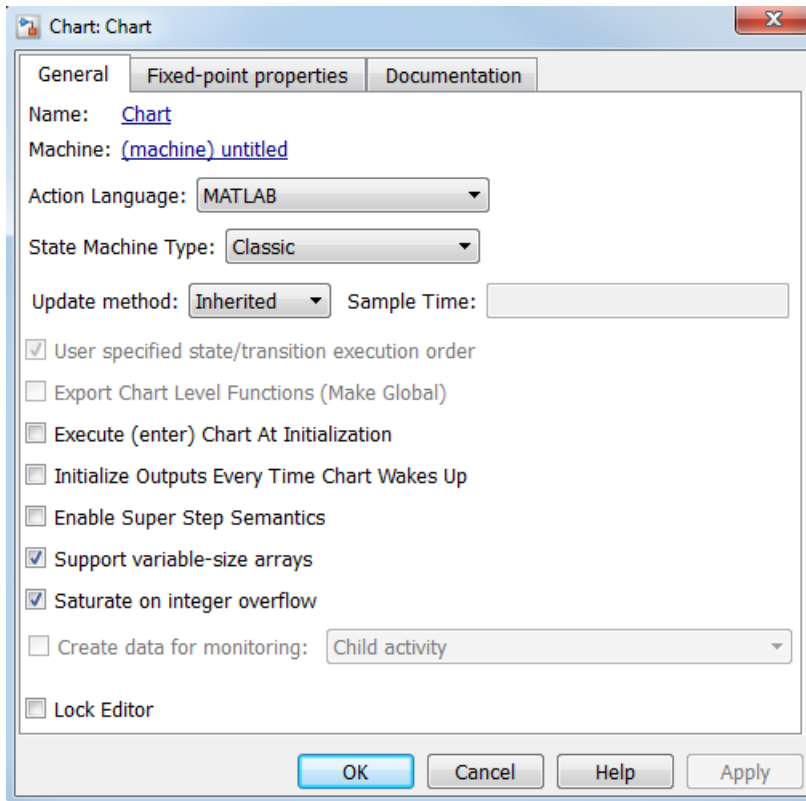 Chart: Chart
General Fixed-point properties Documentation
Name: Chart
Machine: (machine) untitled
Action Language: MATLAB
State Machine Type: Classic
Update method: Inherited Sample Time:
User specified state/transition execution order
Export Chart Level Functions (Make Global)
Execute (enter) Chart At Initialization
Initialize Outputs Every Time Chart Wakes Up
Enable Super Step Semantics
Support variable-size arrays
Saturate on integer overflow
Create data for monitoring: Child activity
Lock Editor
OK Cancel Help Apply